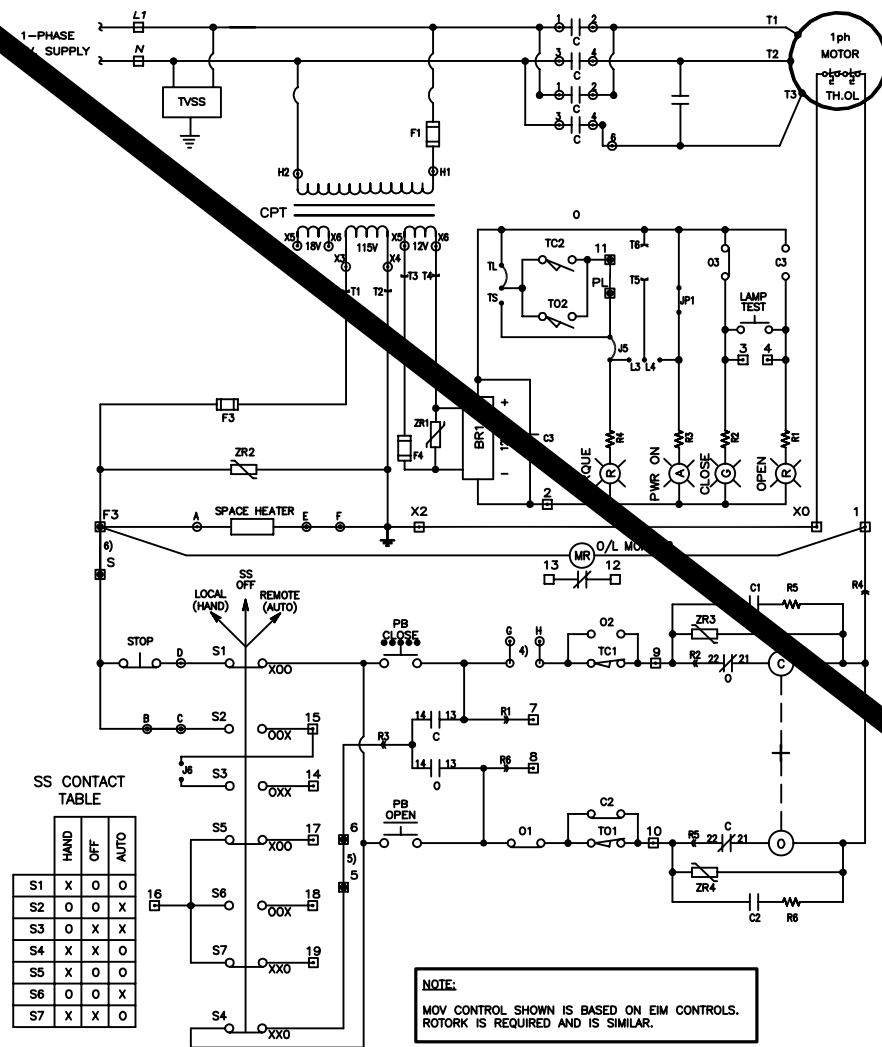 L1
1-PHASE
SUPPLY
N
TVSS
1 2
C
3 4
C
1 2
C
3 4
C
6
T1
T2
T3
1ph
MOTOR
TH.OL
F1
H2
H1
CPT
X5 X6
18V
X3 X4
115V
X5 X6
12V
T1
T2
T3
T4
O
TC2
TO2
TL
TS
11
PL
J5
T6
T5
L3 L4
JP1
O3
C3
LAMP
TEST
3 4
F3
ZR1
F4
BR1
+
−
C3
R4
R3
R2
R1
R
A
G
R
PWR ON
CLOSE
OPEN
2
ZR2
F3
A
SPACE HEATER
E
F
X2
XO
1
6)
S
MR
13 12
R4
SS
OFF
LOCAL
(HAND)
REMOTE
(AUTO)
STOP
D
S1
XOO
PB
CLOSE
G H
4)
O2
TC1
9
R2
22 21
O
C
C1
R5
ZR3
B C
S2
OOX
15
J6
S3
OXX
14
R3
14 13
C
R1
7
14 13
O
R6
8
S5
XOO
17
6
5)
5
PB
OPEN
O1
C2
TO1
10
R5
C
22 21
O
ZR4
C2
R6
16
S6
OOX
18
S7
XXO
19
S4
XXO
SS CONTACT
TABLE
HAND OFF AUTO
S1 X O O
S2 O O X
S3 O X X
S4 X X O
S5 X O O
S6 O O X
S7 X X O
NOTE:
MOV CONTROL SHOWN IS BASED ON EIM CONTROLS.
ROTORK IS REQUIRED AND IS SIMILAR.